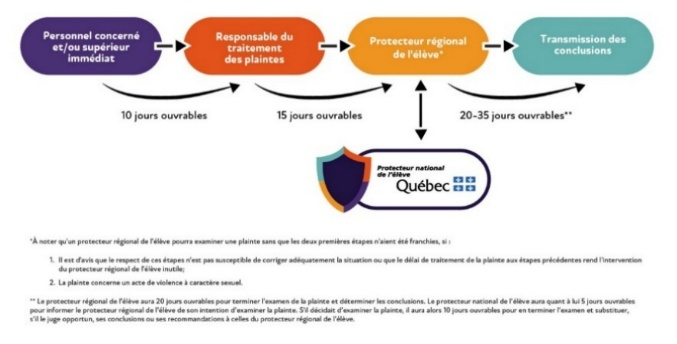 Personnel concerné
et/ou supérieur
immédiat
Responsable du
traitement
des plaintes
Protecteur régional
de l'élève*
Transmission des
conclusions
10 jours ouvrables
15 jours ouvrables
20-35 jours ouvrables**
Protecteur national
de l'élève
Québec
*À noter qu'un protecteur régional de l'élève pourra examiner une plainte sans que les deux premières étapes n'aient été franchies, si :
1. Il est d'avis que le respect de ces étapes n'est pas susceptible de corriger adéquatement la situation ou que le délai de traitement de la plainte aux étapes précédentes rend l'intervention
du protecteur régional de l'élève inutile;
2. La plainte concerne un acte de violence à caractère sexuel.
** Le protecteur régional de l'élève aura 20 jours ouvrables pour terminer l'examen de la plainte et déterminer les conclusions. Le protecteur national de l'élève aura quant à lui 5 jours ouvrables
pour informer le protecteur régional de l'élève de son intention d'examiner la plainte. S'il décidait d'examiner la plainte, il aura alors 10 jours ouvrables pour en terminer l'examen et substituer,
s'il le juge opportun, ses conclusions ou ses recommandations à celles du protecteur régional de l'élève.